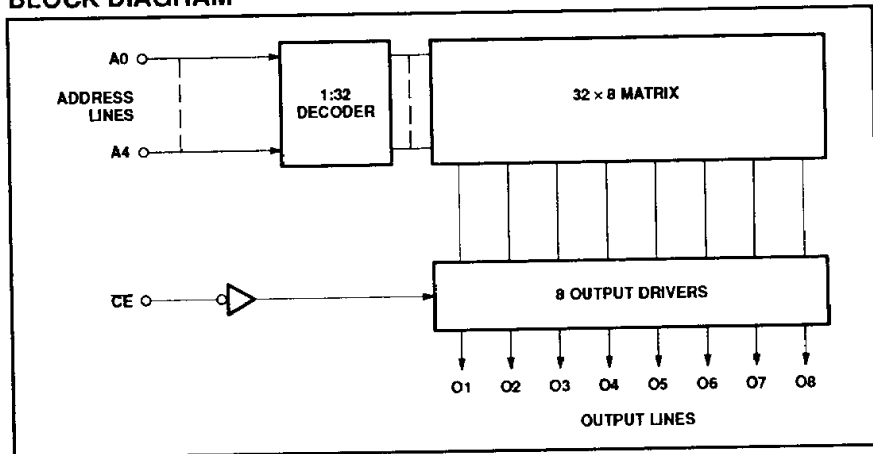 BLOCK DIAGRAM
A0
ADDRESS
LINES
A4
1:32
DECODER
32 × 8 MATRIX
C̅E̅
8 OUTPUT DRIVERS
O1 O2 O3 O4 O5 O6 O7 O8
OUTPUT LINES